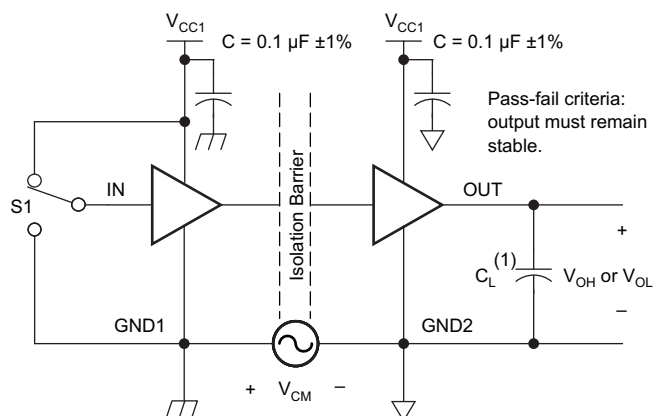 V_CC1
C = 0.1 µF ±1%
V_CC1
C = 0.1 µF ±1%
Pass-fail criteria:
output must remain
stable.
S1
IN
Isolation Barrier
OUT
+
C_L (1)
V_OH or V_OL
–
GND1
GND2
+ V_CM –